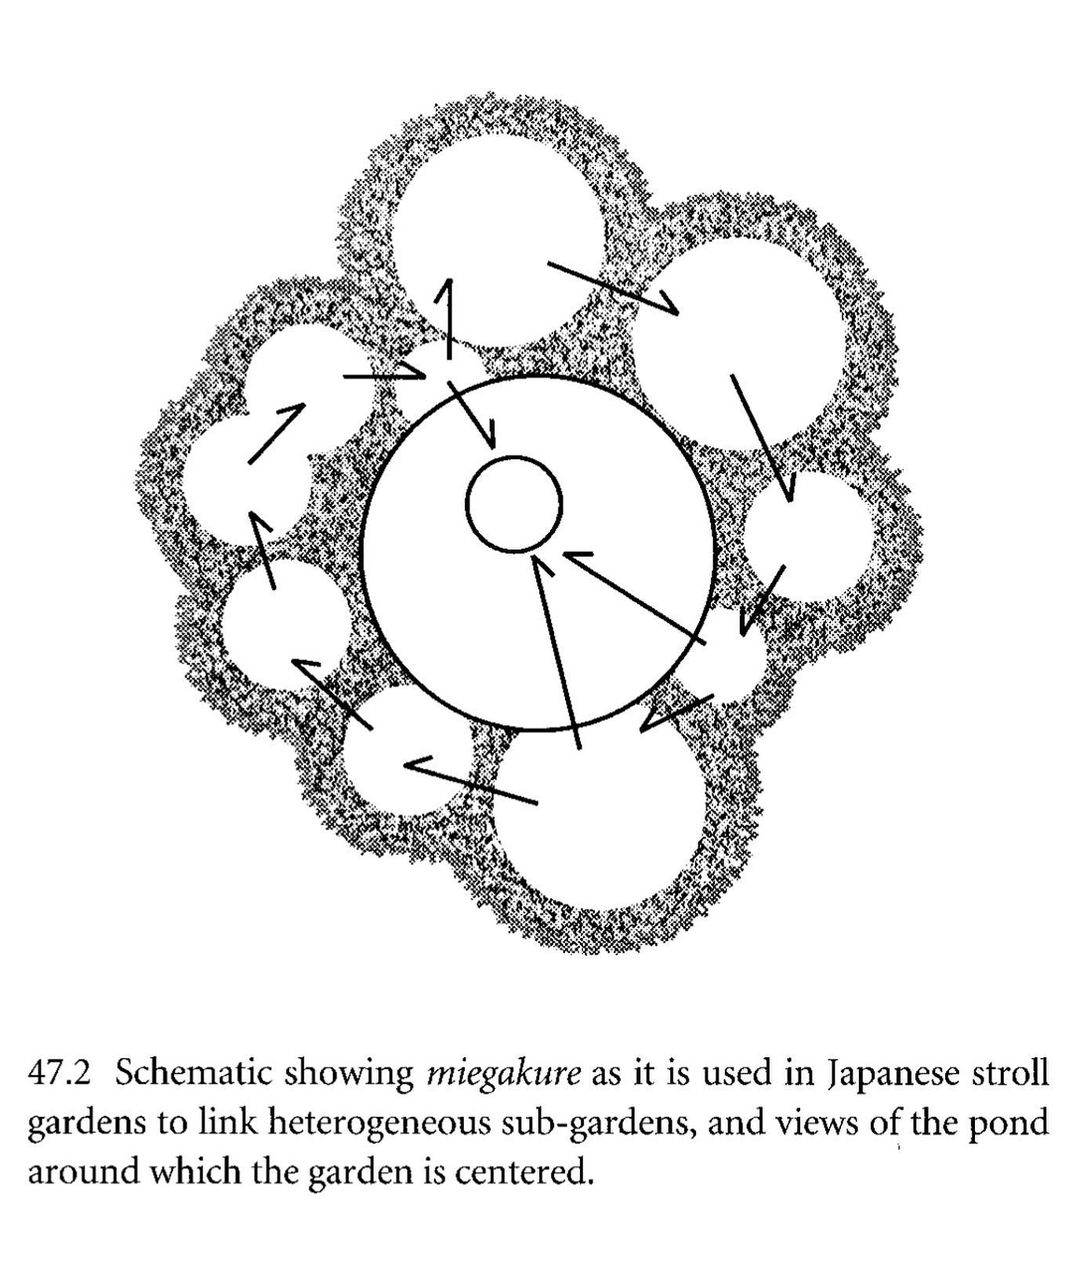 47.2 Schematic showing miegakure as it is used in Japanese stroll
gardens to link heterogeneous sub-gardens, and views of the pond
around which the garden is centered.